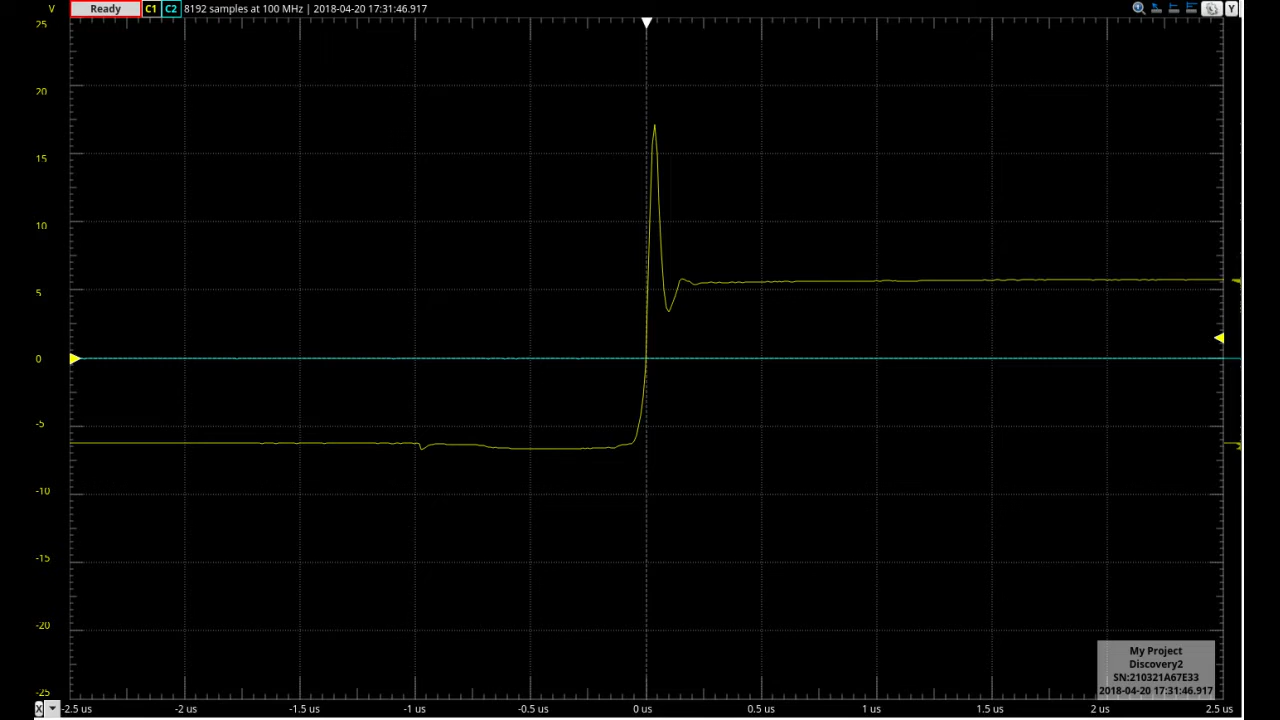 V Ready C1 C2 8192 samples at 100 MHz | 2018-04-20 17:31:46.917 Y
25
20
15
10
5
0
-5
-10
-15
-20
-25
My Project
Discovery2
SN:210321A67E33
2018-04-20 17:31:46.917
X -2.5 us -2 us -1.5 us -1 us -0.5 us 0 us 0.5 us 1 us 1.5 us 2 us 2.5 us